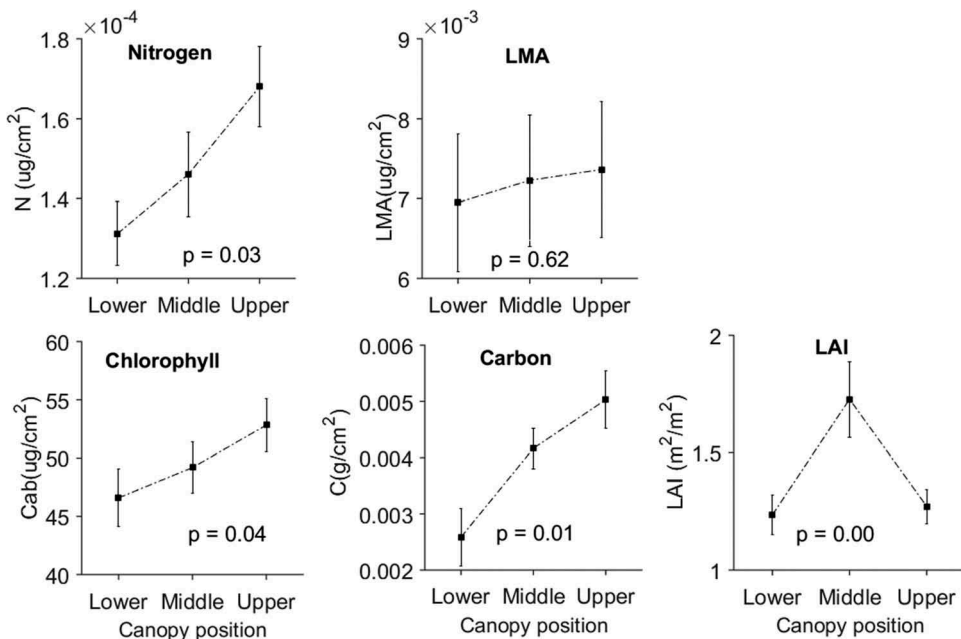 ×10⁻⁴
1.8
1.6
1.4
1.2
N (ug/cm²)
Nitrogen
p = 0.03
Lower Middle Upper
×10⁻³
9
8
7
6
LMA(ug/cm²)
LMA
p = 0.62
Lower Middle Upper
60
55
50
45
40
Cab(ug/cm²)
Chlorophyll
p = 0.04
Lower Middle Upper
Canopy position
0.006
0.005
0.004
0.003
0.002
C(g/cm²)
Carbon
p = 0.01
Lower Middle Upper
Canopy position
2
1.5
1
LAI (m²/m²)
LAI
p = 0.00
Lower Middle Upper
Canopy position